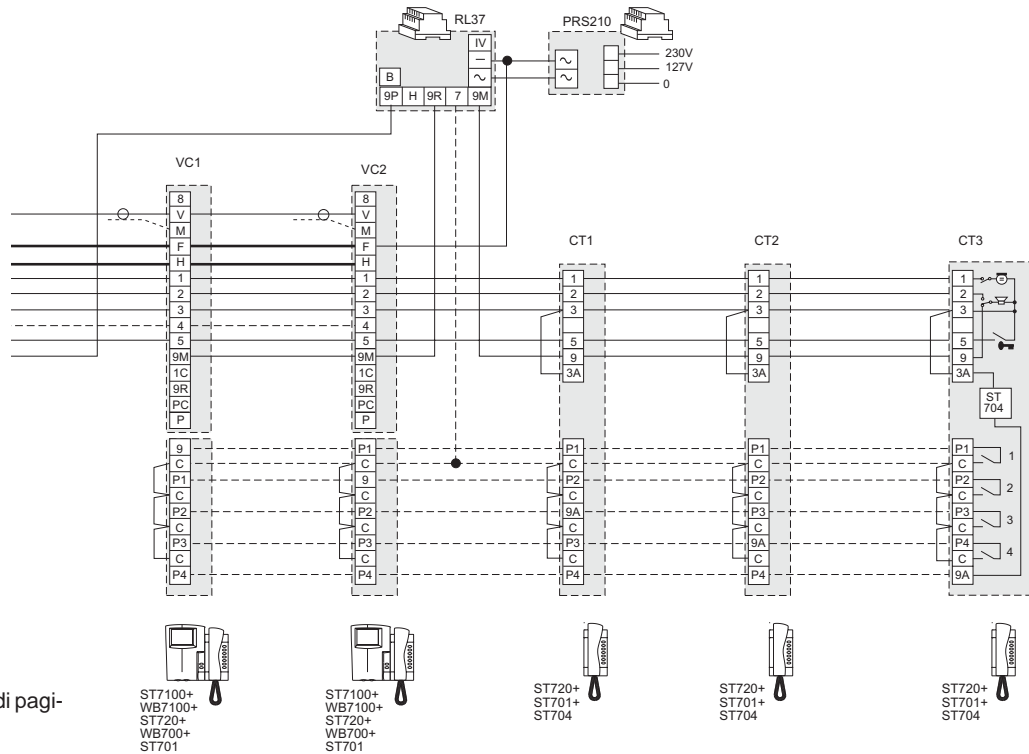 RL37
PRS210
IV
—
~
~
~
230V
127V
0
B
9P H 9R 7 9M
VC1
8
V
M
F
H
1
2
3
4
5
9M
1C
9R
PC
P
9
C
P1
C
P2
C
P3
C
P4
VC2
8
V
M
F
H
1
2
3
4
5
9M
1C
9R
PC
P
P1
C
9
C
P2
C
P3
C
P4
CT1
1
2
3
5
9
3A
P1
C
P2
C
9A
C
P3
C
P4
CT2
1
2
3
5
9
3A
P1
C
P2
C
P3
C
9A
C
P4
CT3
1
2
3
5
9
3A
ST
704
P1
C
P2
C
P3
C
P4
C
9A
1
2
3
4
di pagi-
ST7100+
WB7100+
ST720+
WB700+
ST701
ST7100+
WB7100+
ST720+
WB700+
ST701
ST720+
ST701+
ST704
ST720+
ST701+
ST704
ST720+
ST701+
ST704